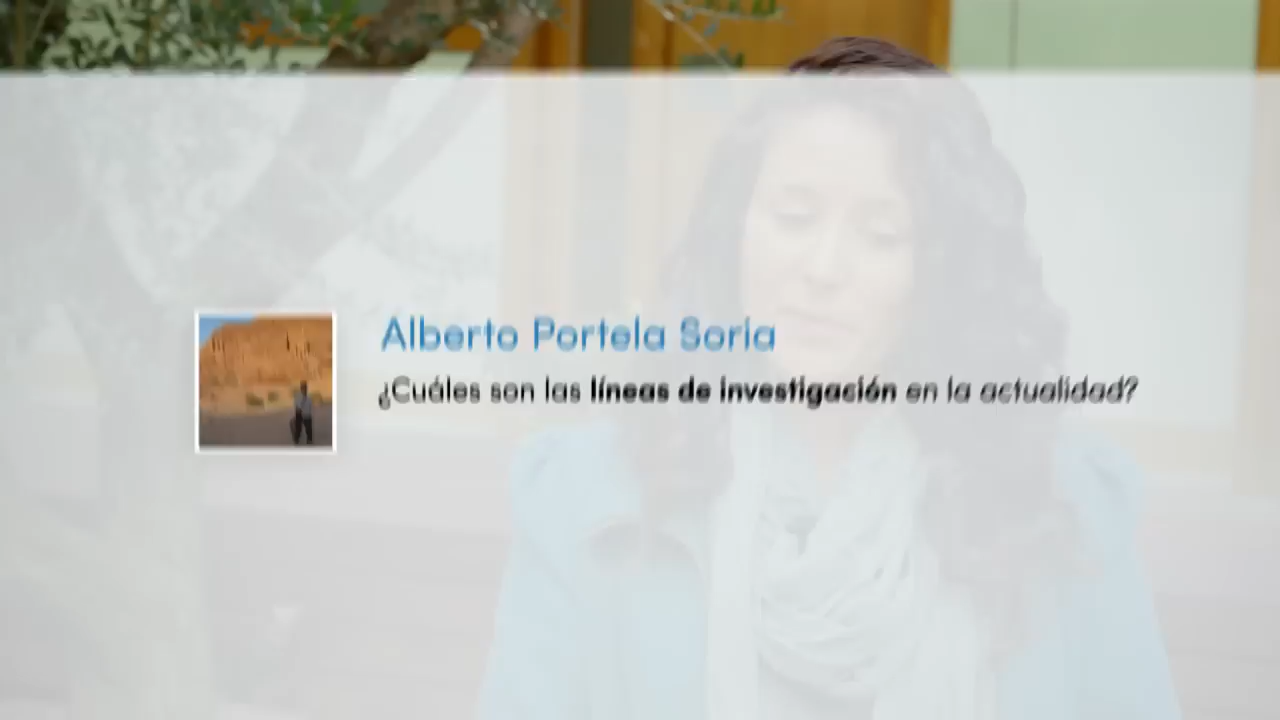 Alberto Portela Soria
¿Cuáles son las líneas de investigación en la actualidad?